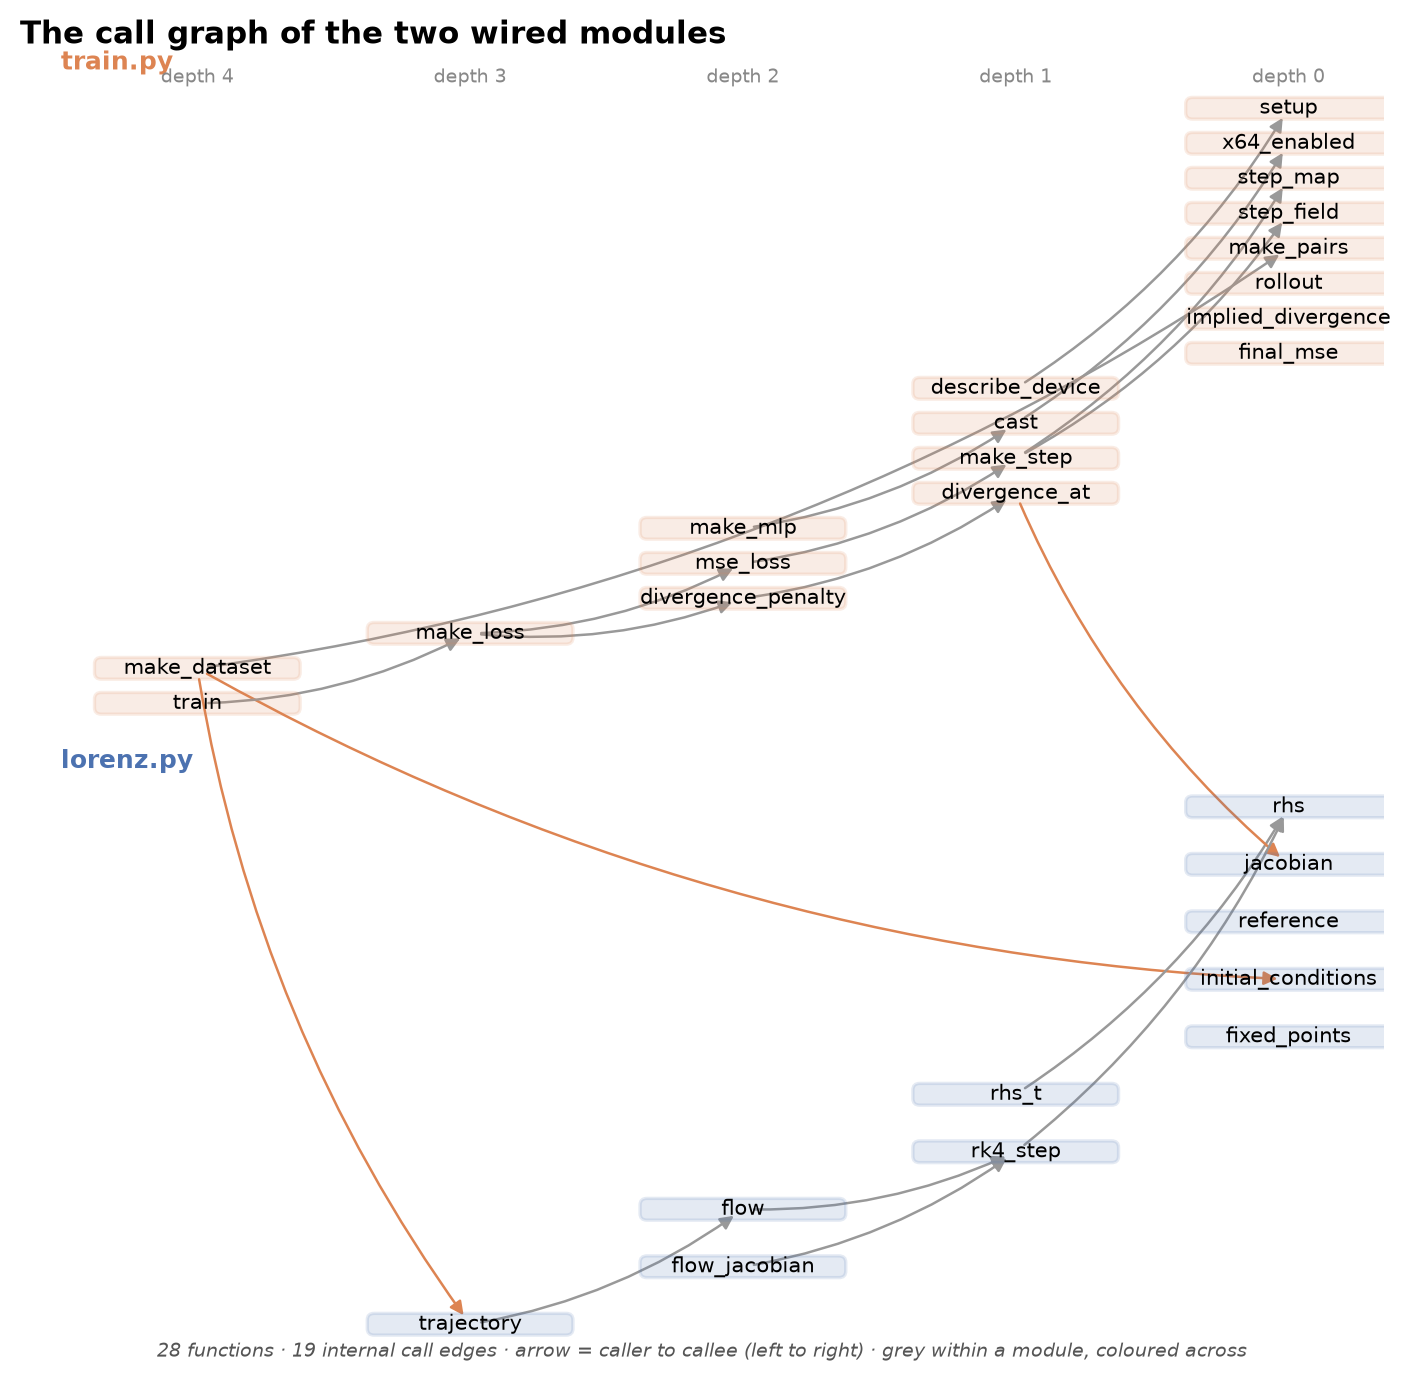 The call graph of the two wired modules
train.py
depth 4
depth 3
depth 2
depth 1
depth 0
setup
x64_enabled
step_map
step_field
make_pairs
rollout
implied_divergence
final_mse
describe_device
cast
make_step
divergence_at
make_mlp
mse_loss
divergence_penalty
make_loss
make_dataset
train
lorenz.py
rhs
jacobian
reference
initial_conditions
fixed_points
rhs_t
rk4_step
flow
flow_jacobian
trajectory
28 functions · 19 internal call edges · arrow = caller to callee (left to right) · grey within a module, coloured across